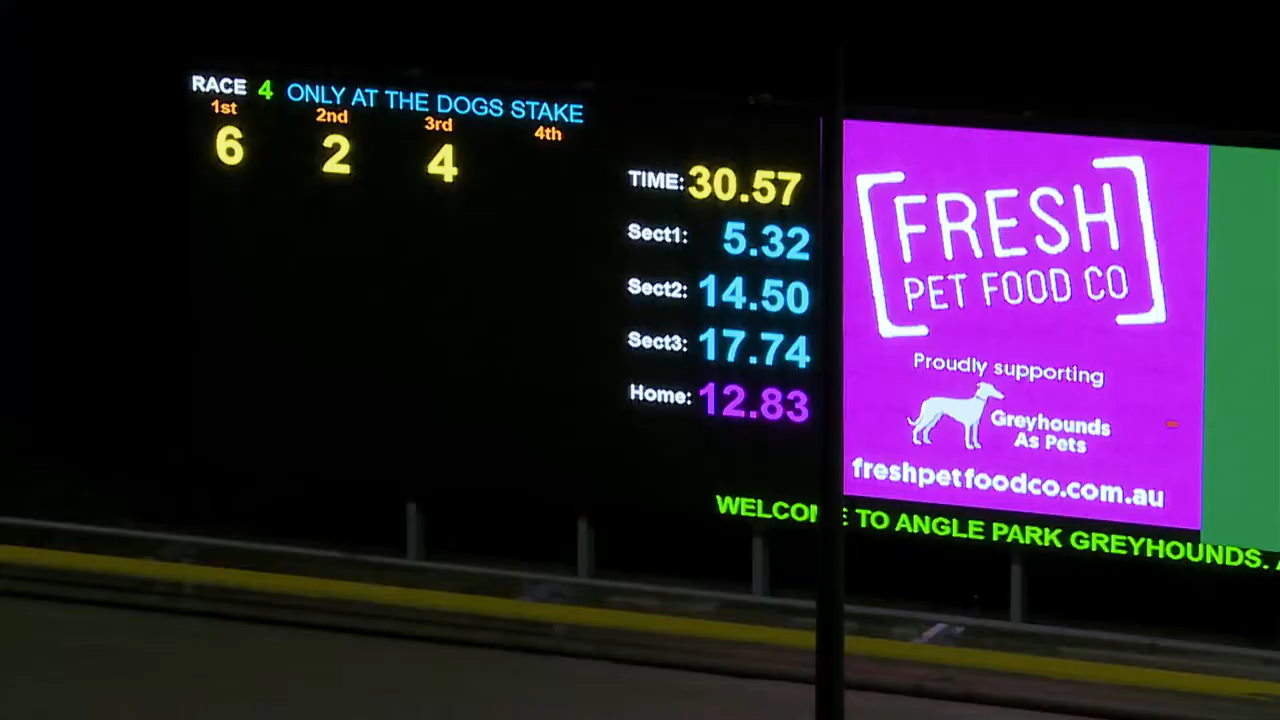 RACE 4 ONLY AT THE DOGS STAKE
1st 2nd 3rd 4th
6 2 4
TIME: 30.57
Sect1: 5.32
Sect2: 14.50
Sect3: 17.74
Home: 12.83
FRESH
PET FOOD CO
Proudly supporting
Greyhounds
As Pets
freshpetfoodco.com.au
WELCOME TO ANGLE PARK GREYHOUNDS.